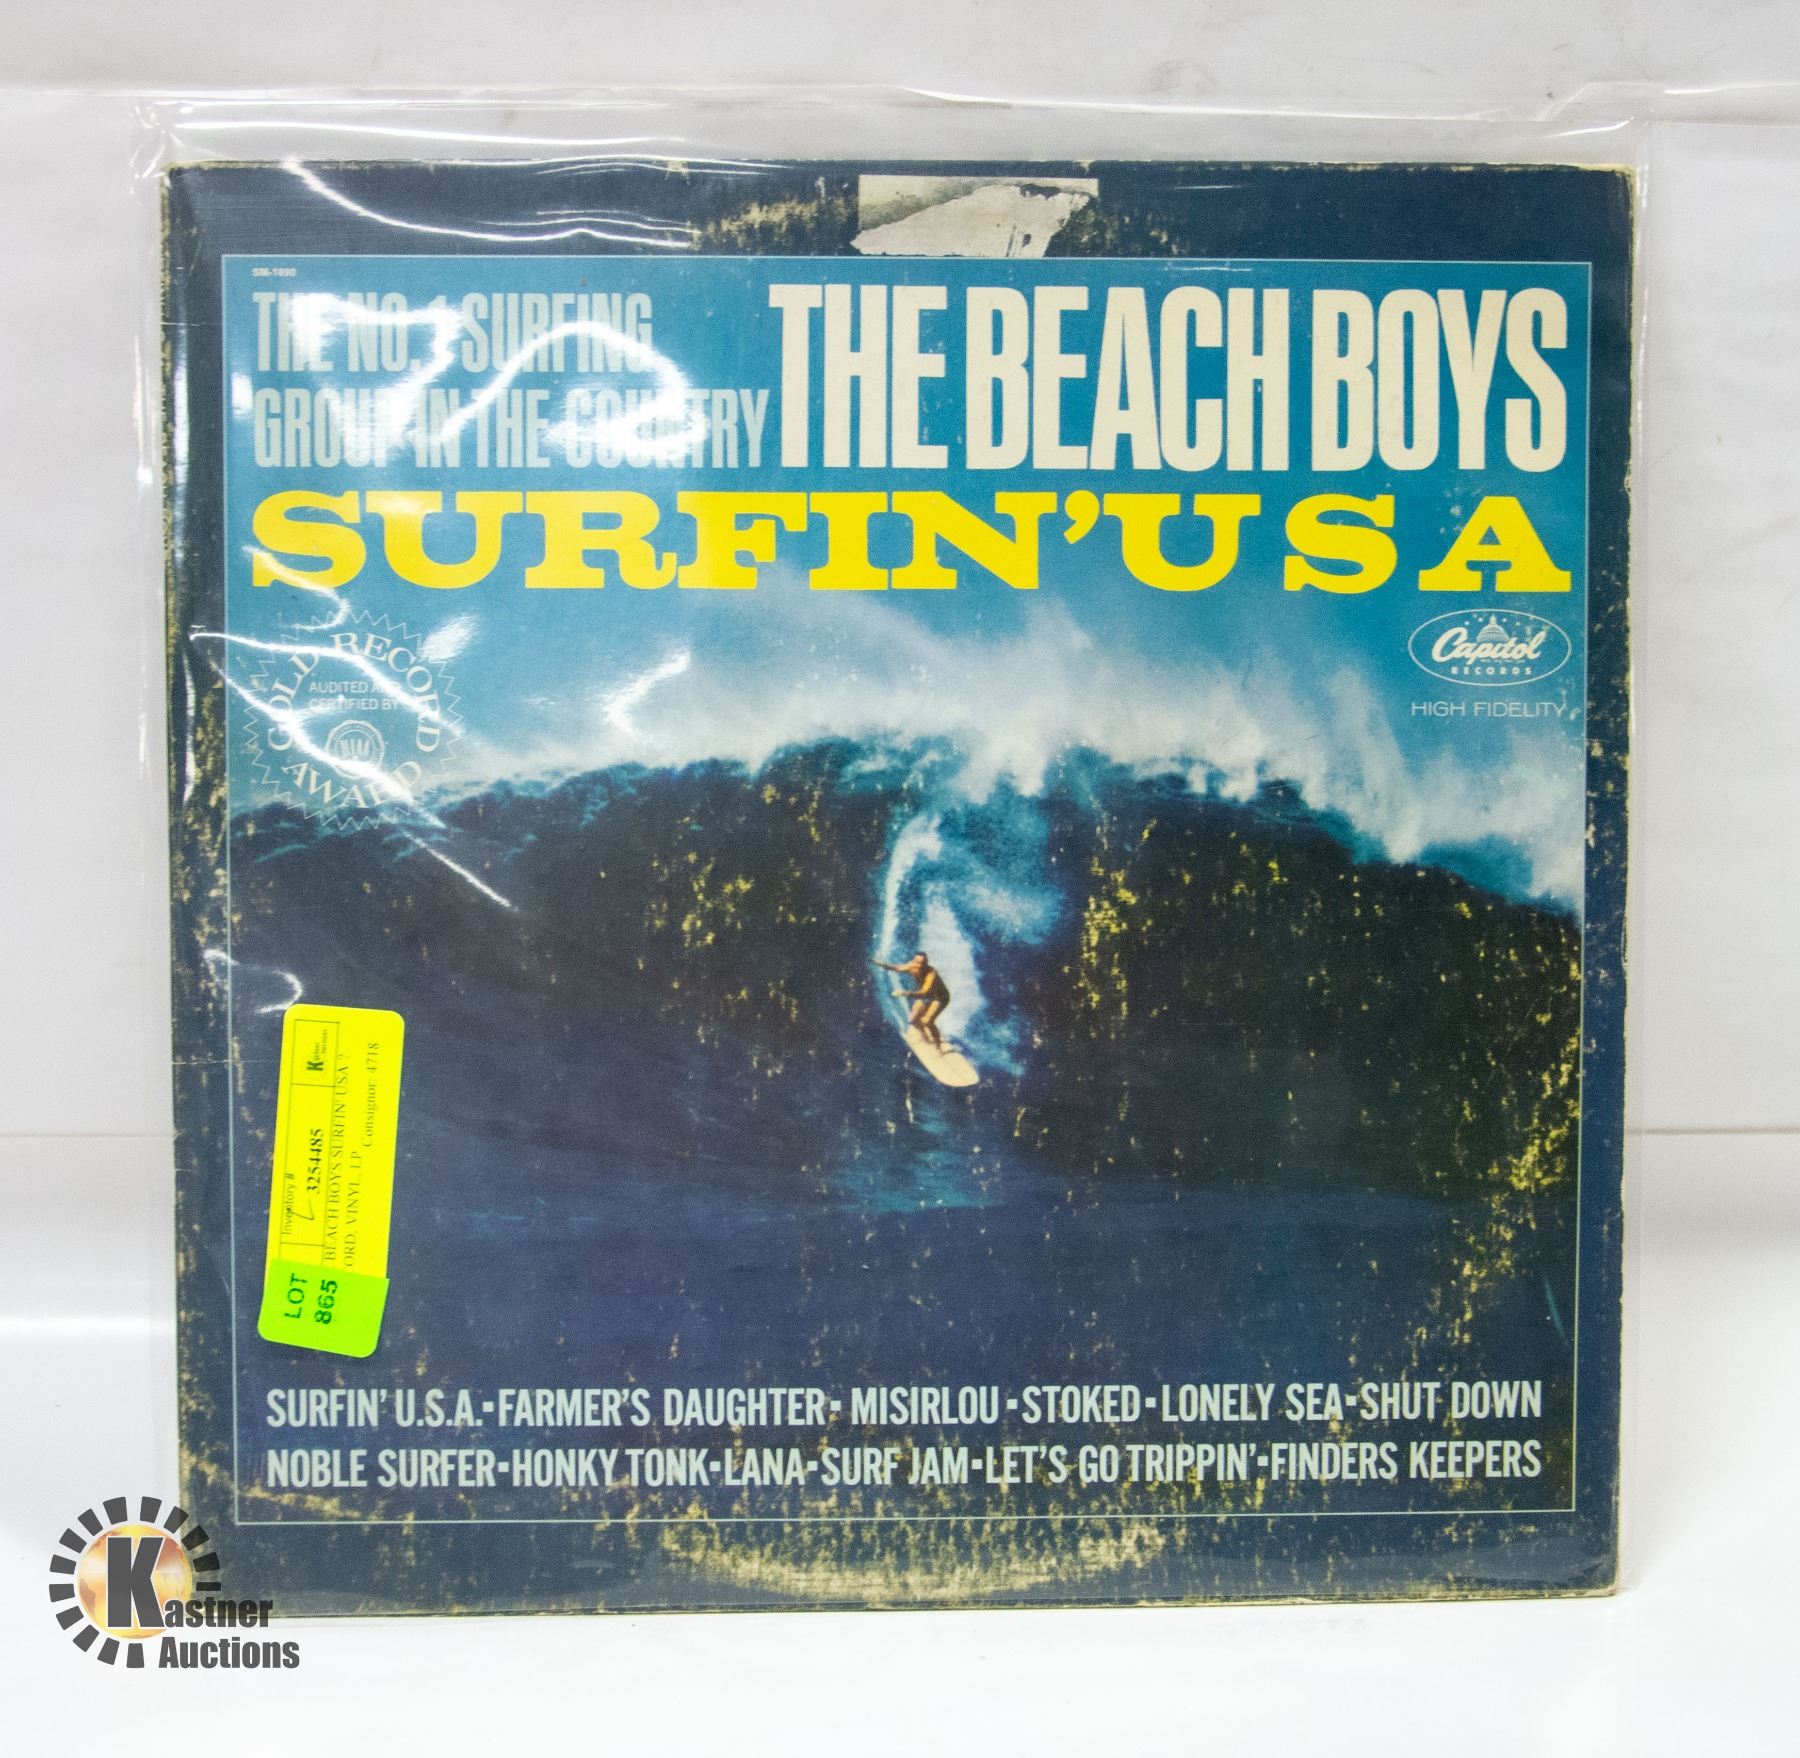 SM-1890
THE NO. 1 SURFING
GROUP IN THE COUNTRY
THE BEACH BOYS
SURFIN' U S A
GOLD RECORD
AUDITED AND
CERTIFIED BY
AWARD
Capitol
RECORDS
HIGH FIDELITY
Inventory #
3254485
BEACH BOYS SURFIN' USA ?
ORD, VINYL, LP
Consignor: 4718
LOT
865
SURFIN' U.S.A.-FARMER'S DAUGHTER-MISIRLOU-STOKED-LONELY SEA-SHUT DOWN
NOBLE SURFER-HONKY TONK-LANA-SURF JAM-LET'S GO TRIPPIN'-FINDERS KEEPERS
Kastner
Auctions